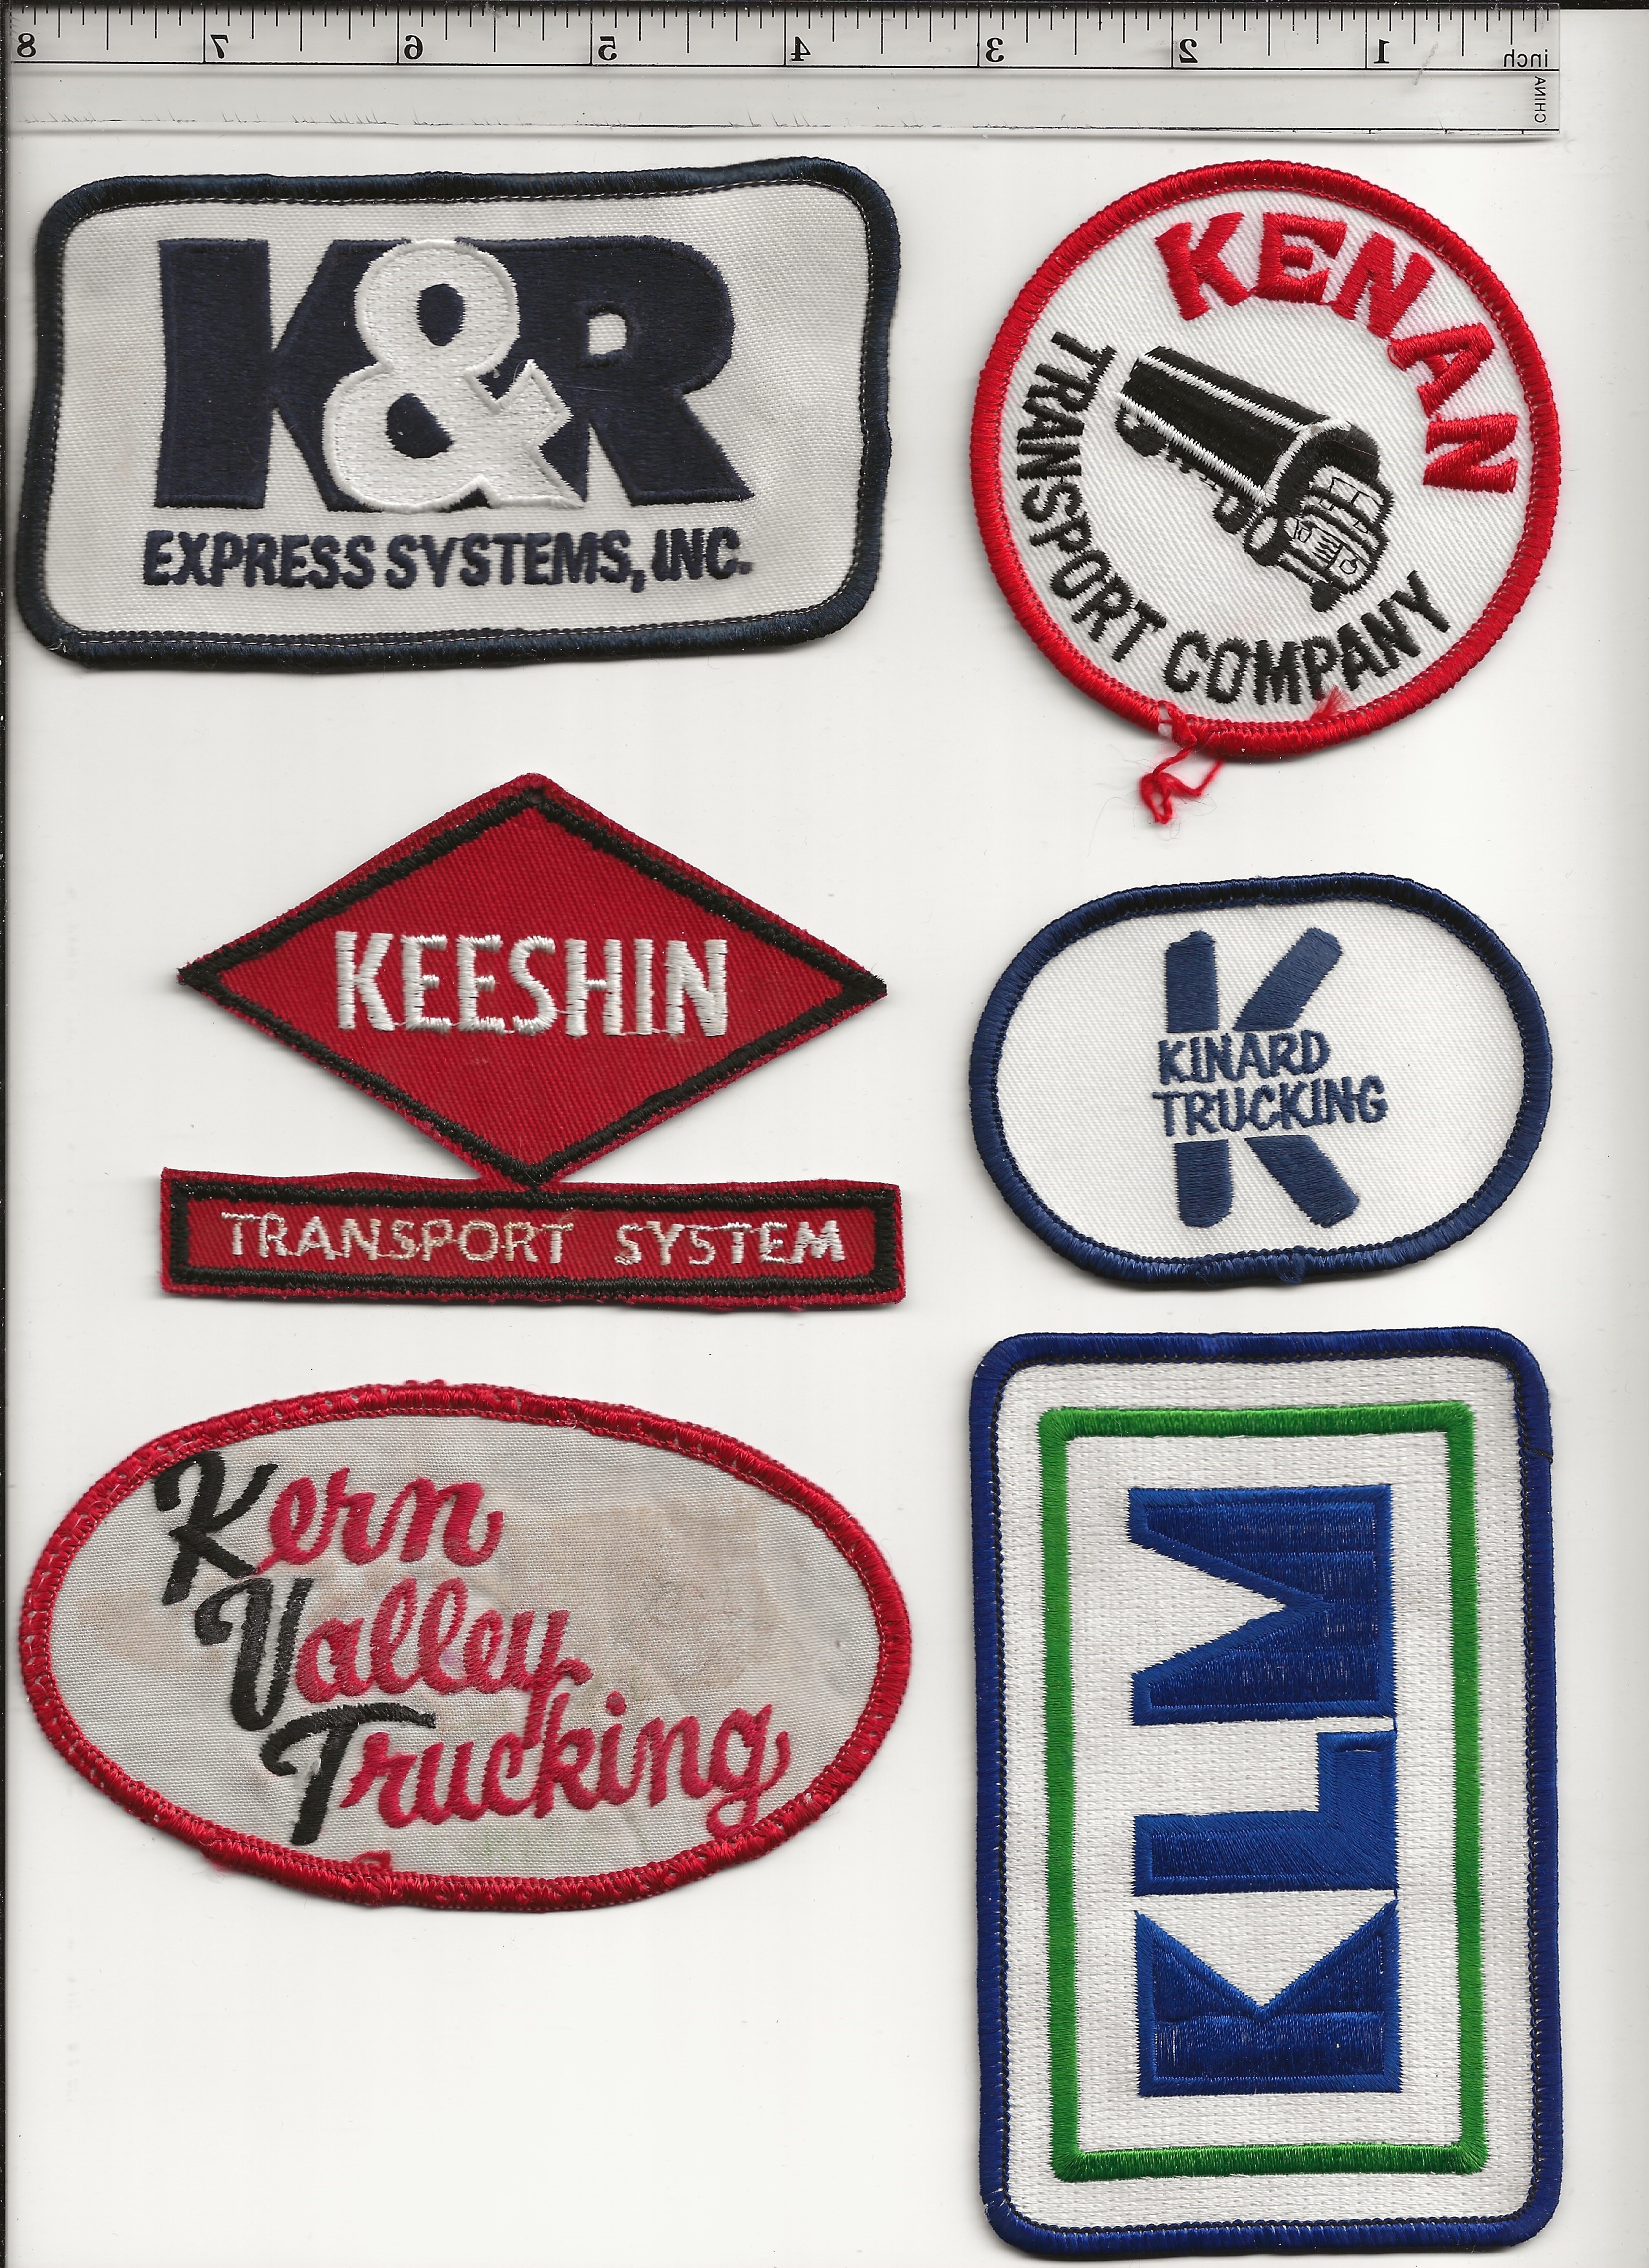 8 7 6 5 4 3 2 1 inch
CHINA
K&R
EXPRESS SYSTEMS, INC.
KENAN
TRANSPORT COMPANY
KEESHIN
TRANSPORT SYSTEM
KINARD
TRUCKING
Kern
Valley
Trucking
KLM